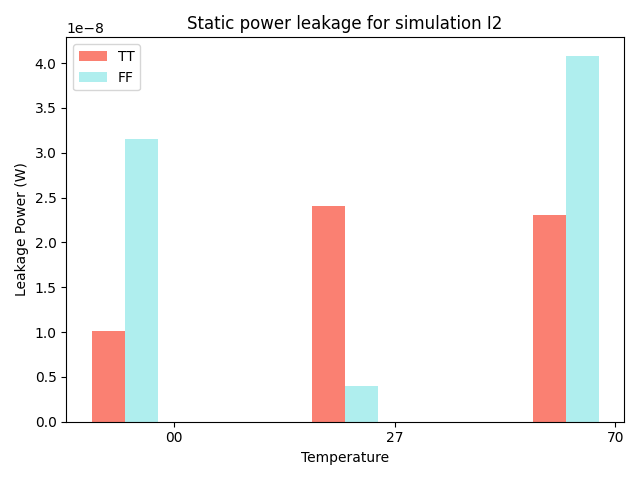 Static power leakage for simulation I2
1e−8
TT
FF
4.0
3.5
3.0
2.5
2.0
1.5
1.0
0.5
0.0
Leakage Power (W)
00
27
70
Temperature